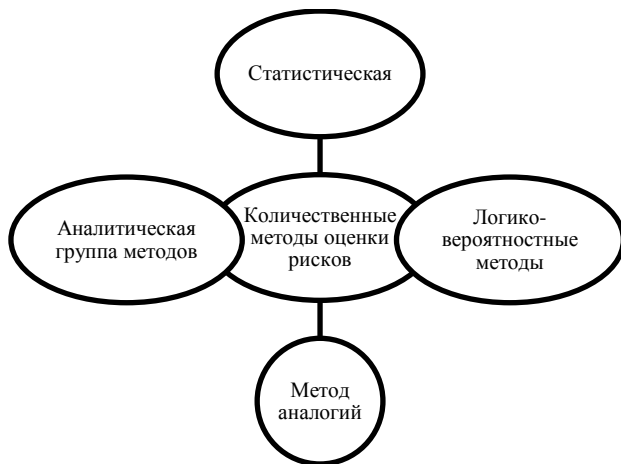 Статистическая
Аналитическая
группа методов
Количественные
методы оценки
рисков
Логико-
вероятностные
методы
Метод
аналогий